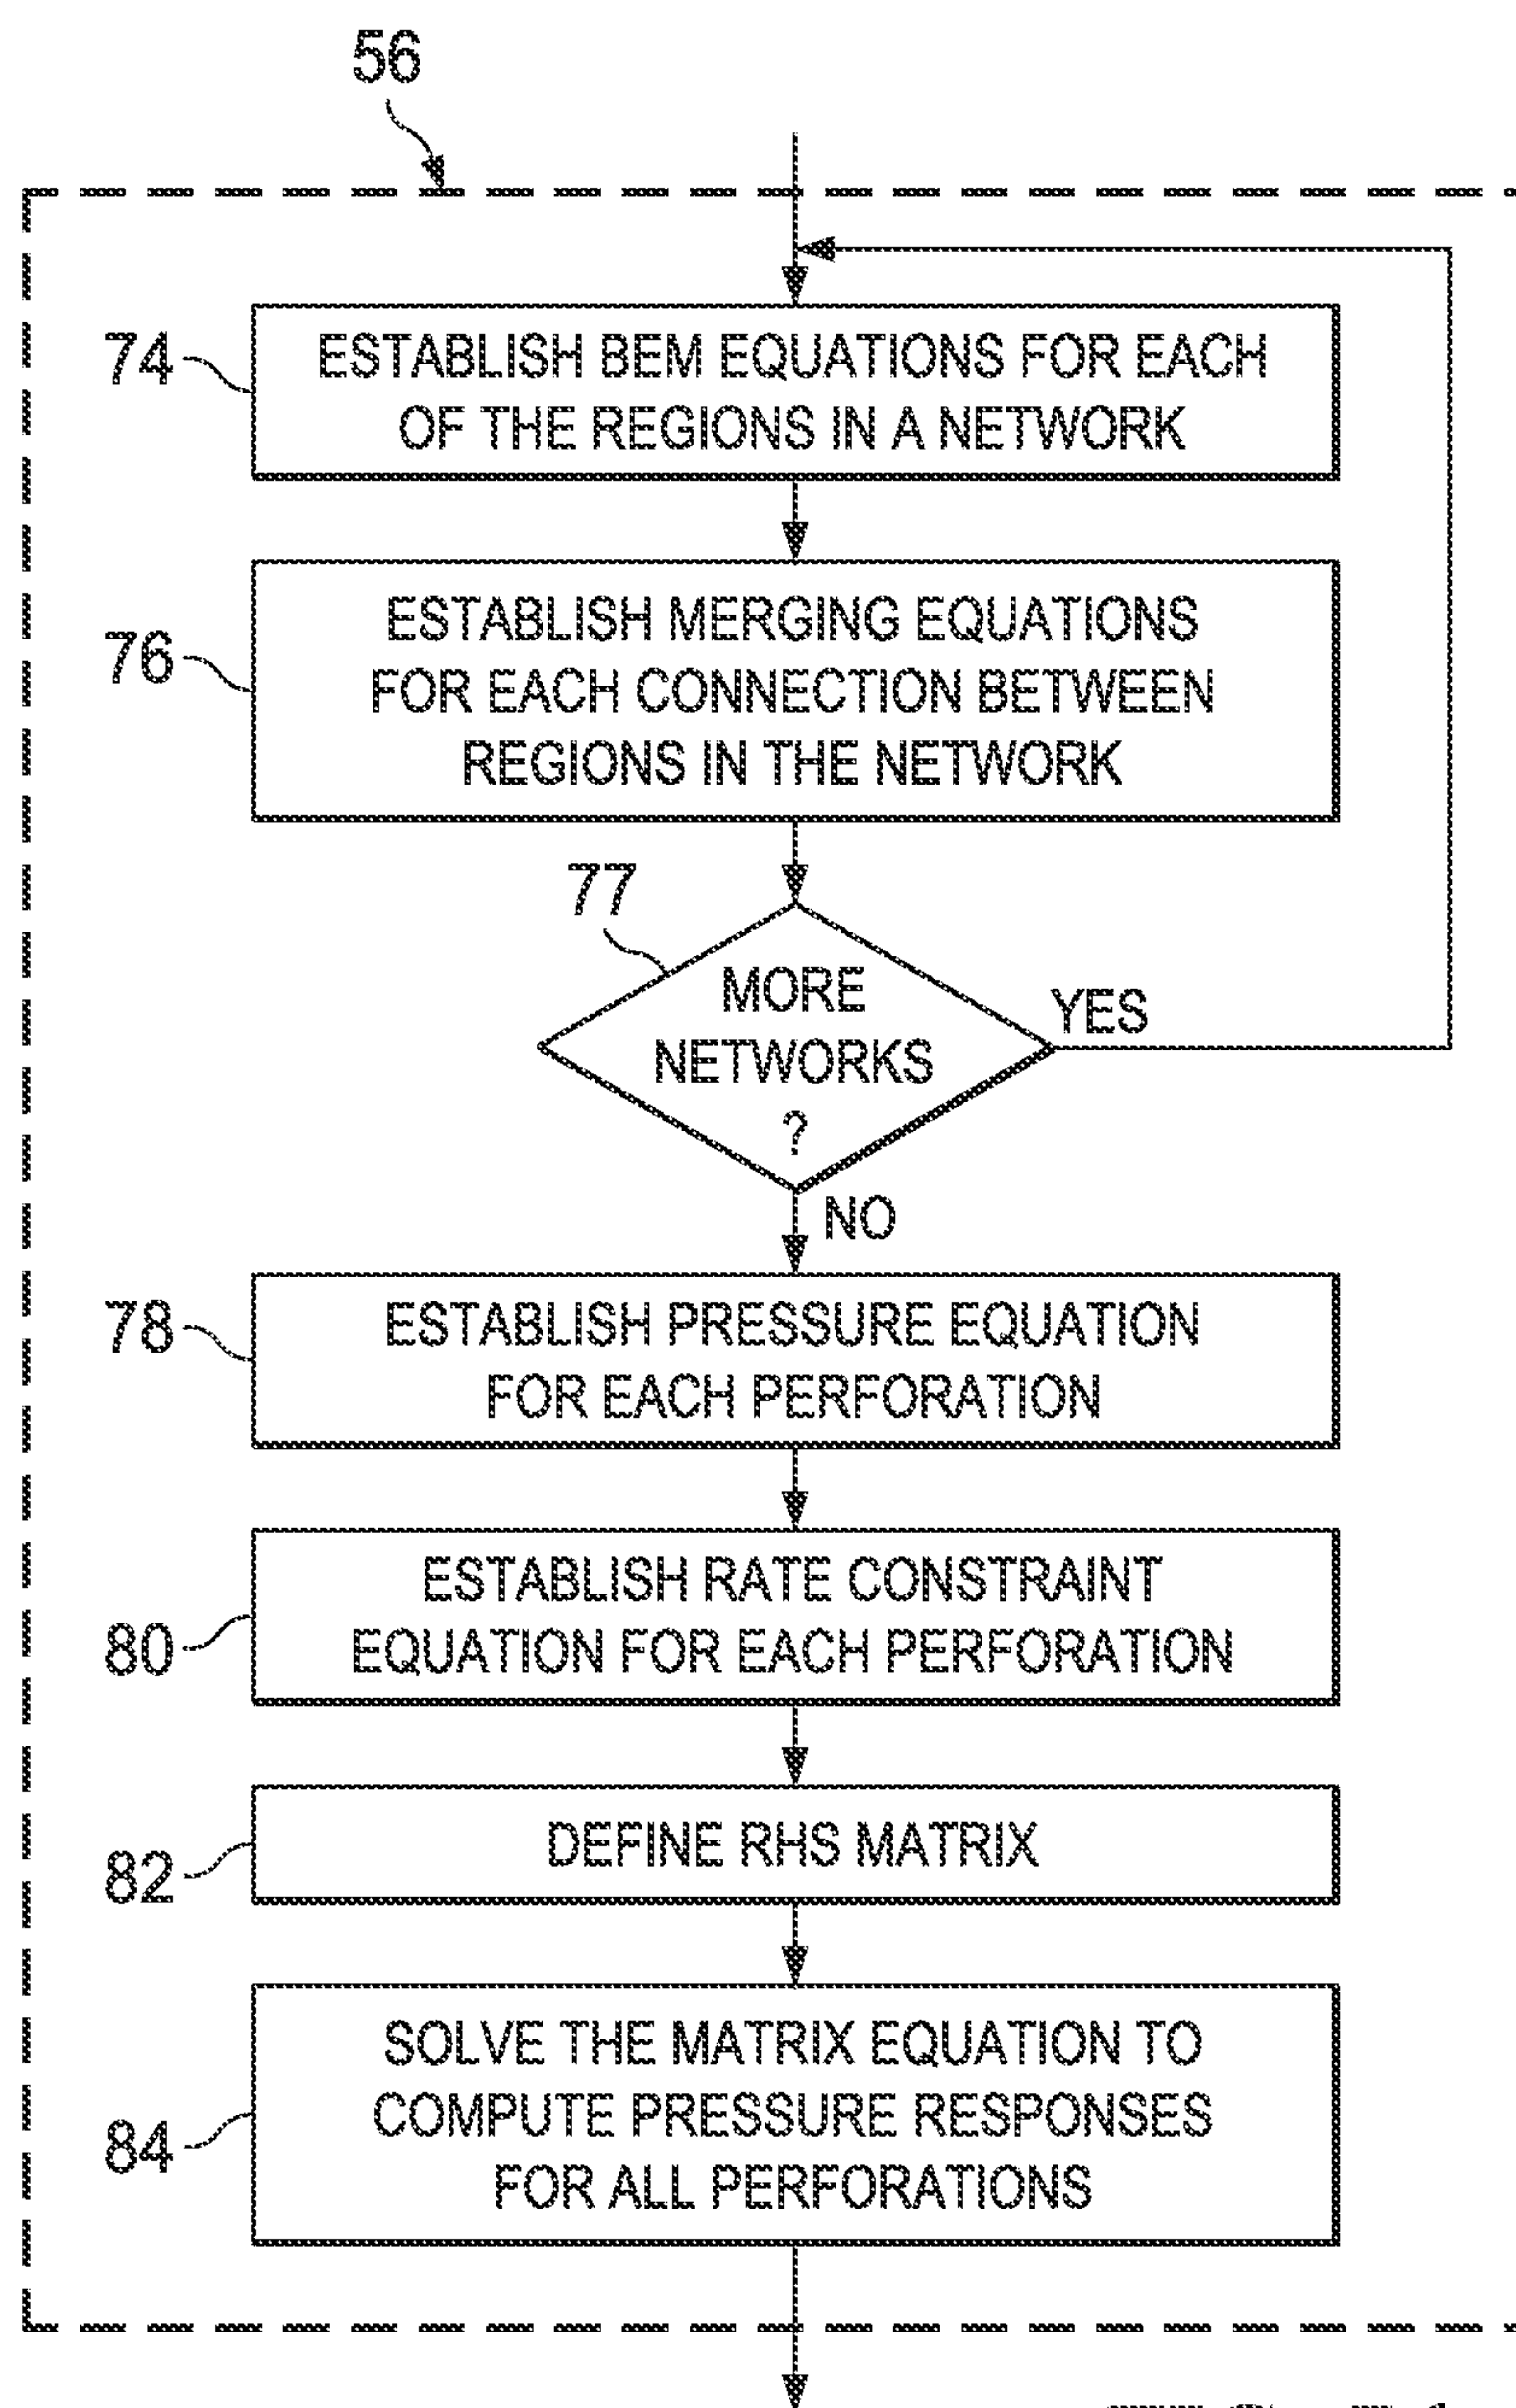 56
74
ESTABLISH BEM EQUATIONS FOR EACH
OF THE REGIONS IN A NETWORK
76
ESTABLISH MERGING EQUATIONS
FOR EACH CONNECTION BETWEEN
REGIONS IN THE NETWORK
77
MORE
NETWORKS
?
YES
NO
78
ESTABLISH PRESSURE EQUATION
FOR EACH PERFORATION
80
ESTABLISH RATE CONSTRAINT
EQUATION FOR EACH PERFORATION
82
DEFINE RHS MATRIX
84
SOLVE THE MATRIX EQUATION TO
COMPUTE PRESSURE RESPONSES
FOR ALL PERFORATIONS